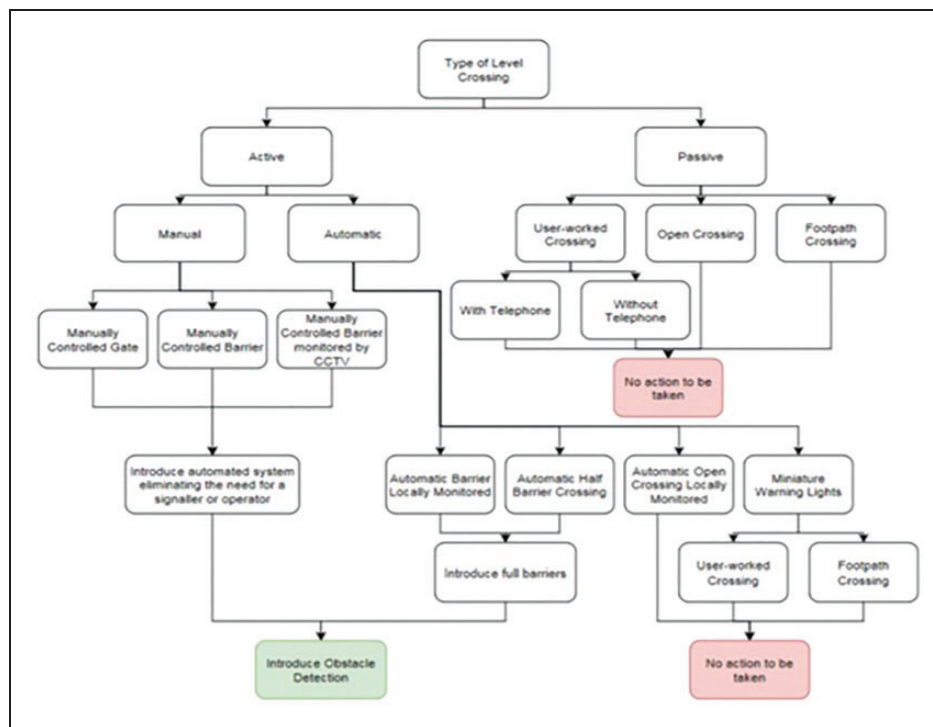 Type of Level
Crossing
Active
Passive
Manual
Automatic
User-worked
Crossing
Open Crossing
Footpath
Crossing
With Telephone
Without
Telephone
Manually
Controlled Gate
Manually
Controlled Barrier
Manually
Controlled Barrier
monitored by
CCTV
No action to be
taken
Introduce automated system
eliminating the need for a
signaller or operator
Automatic Barrier
Locally Monitored
Automatic Half
Barrier Crossing
Automatic Open
Crossing Locally
Monitored
Miniature
Warning Lights
Introduce full barriers
User-worked
Crossing
Footpath
Crossing
Introduce Obstacle
Detection
No action to be
taken